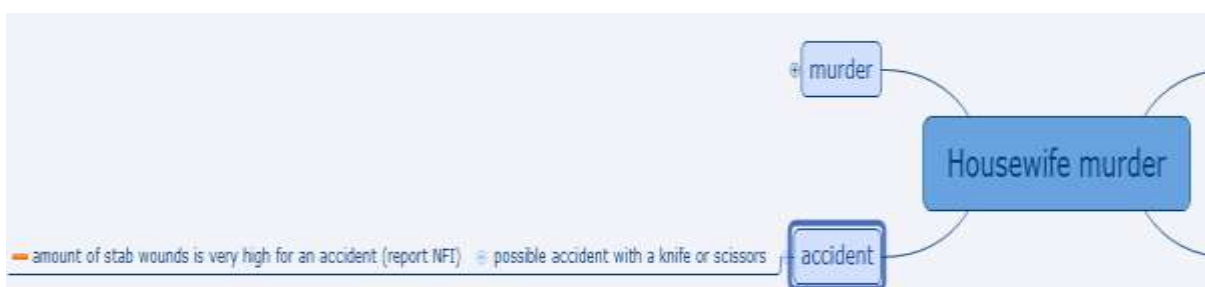 murder
Housewife murder
amount of stab wounds is very high for an accident (report NFI) possible accident with a knife or scissors accident